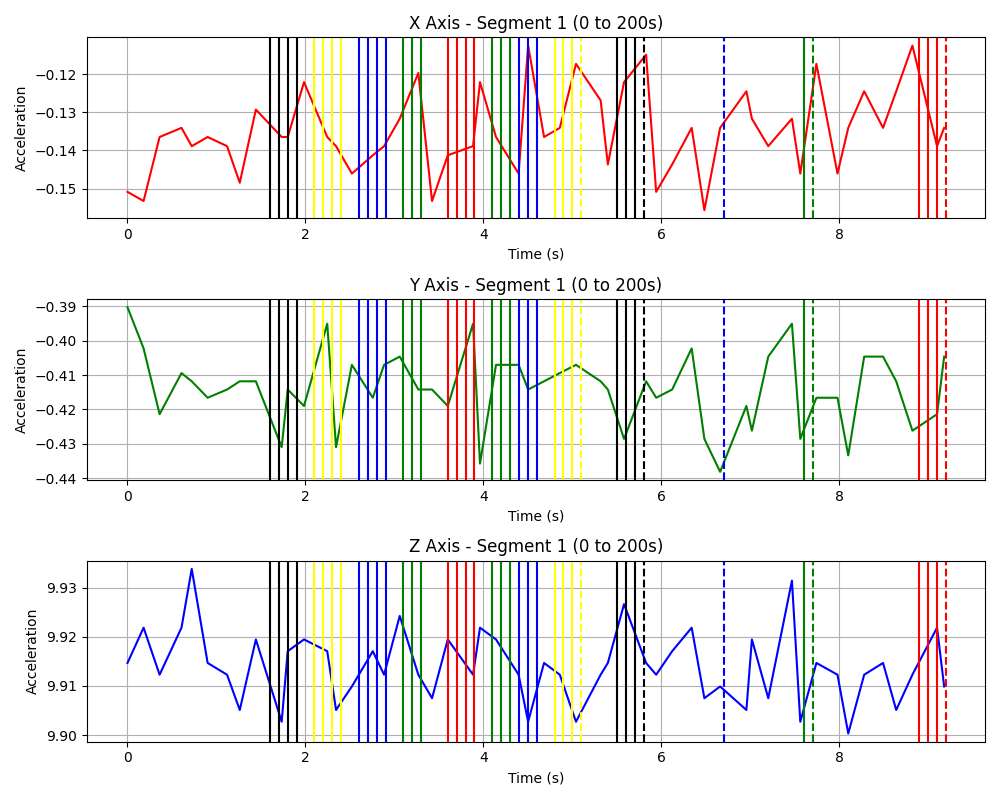 X Axis - Segment 1 (0 to 200s)
−0.12
−0.13
−0.14
−0.15
Acceleration
0 2 4 6 8
Time (s)
Y Axis - Segment 1 (0 to 200s)
−0.39
−0.40
−0.41
−0.42
−0.43
−0.44
Acceleration
0 2 4 6 8
Time (s)
Z Axis - Segment 1 (0 to 200s)
9.93
9.92
9.91
9.90
Acceleration
0 2 4 6 8
Time (s)